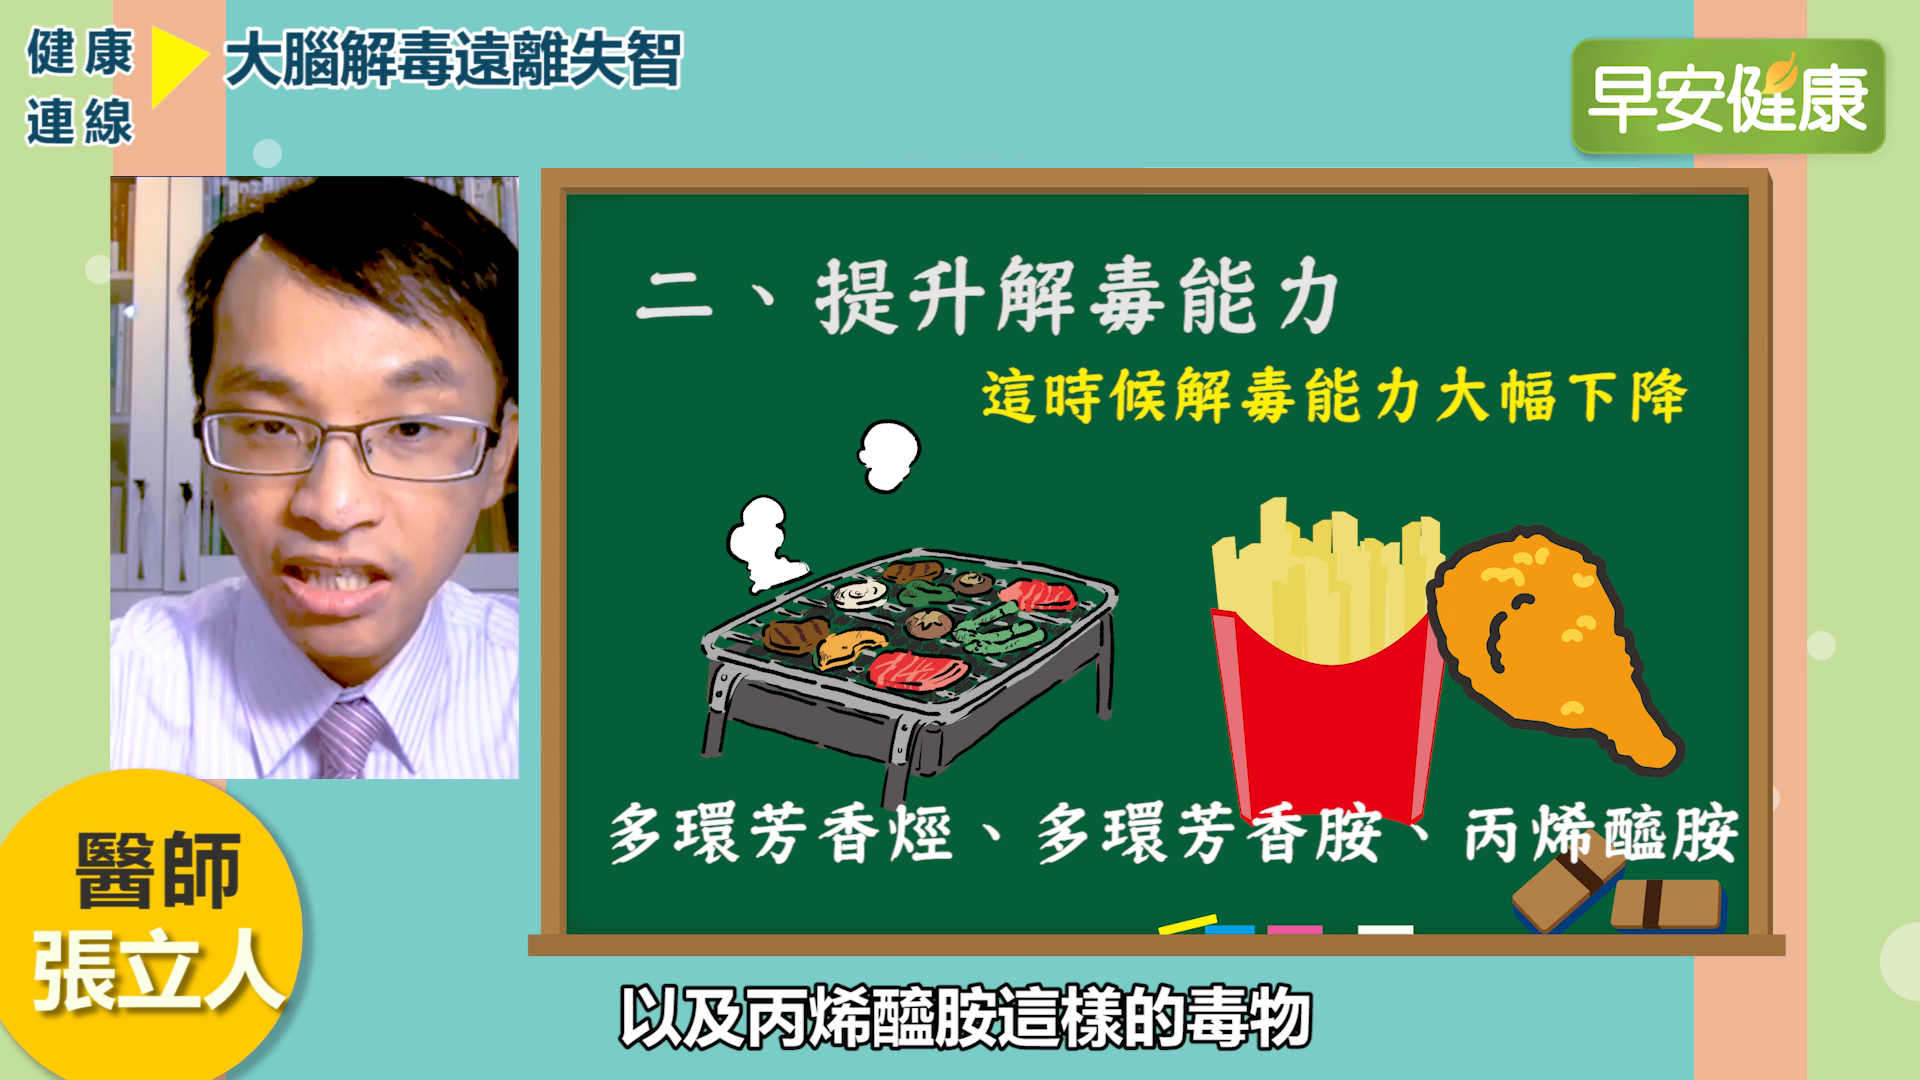 健康
連線
大腦解毒遠離失智
早安健康
二、提升解毒能力
這時候解毒能力大幅下降
多環芳香烴、多環芳香胺、丙烯醯胺
醫師
張立人
以及丙烯醯胺這樣的毒物